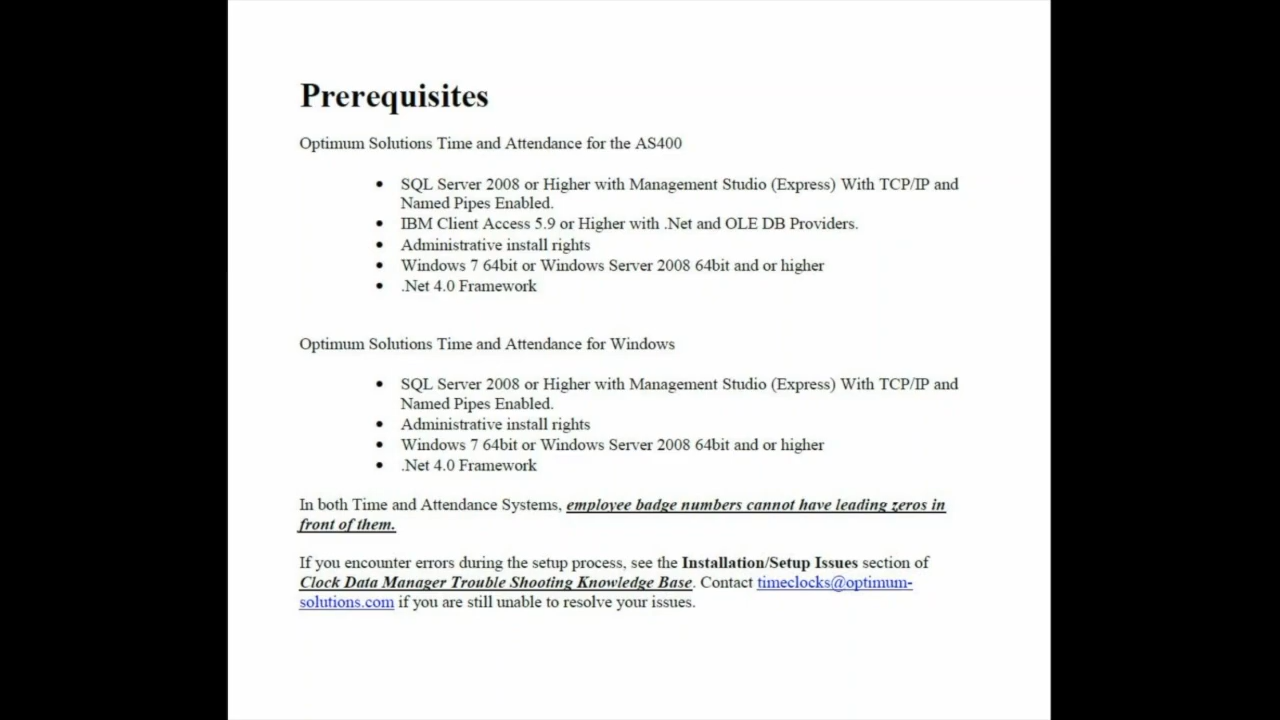 Prerequisites
Optimum Solutions Time and Attendance for the AS400
• SQL Server 2008 or Higher with Management Studio (Express) With TCP/IP and
Named Pipes Enabled.
• IBM Client Access 5.9 or Higher with .Net and OLE DB Providers.
• Administrative install rights
• Windows 7 64bit or Windows Server 2008 64bit and or higher
• .Net 4.0 Framework
Optimum Solutions Time and Attendance for Windows
• SQL Server 2008 or Higher with Management Studio (Express) With TCP/IP and
Named Pipes Enabled.
• Administrative install rights
• Windows 7 64bit or Windows Server 2008 64bit and or higher
• .Net 4.0 Framework
In both Time and Attendance Systems, employee badge numbers cannot have leading zeros in
front of them.
If you encounter errors during the setup process, see the Installation/Setup Issues section of
Clock Data Manager Trouble Shooting Knowledge Base. Contact timeclocks@optimum-
solutions.com if you are still unable to resolve your issues.